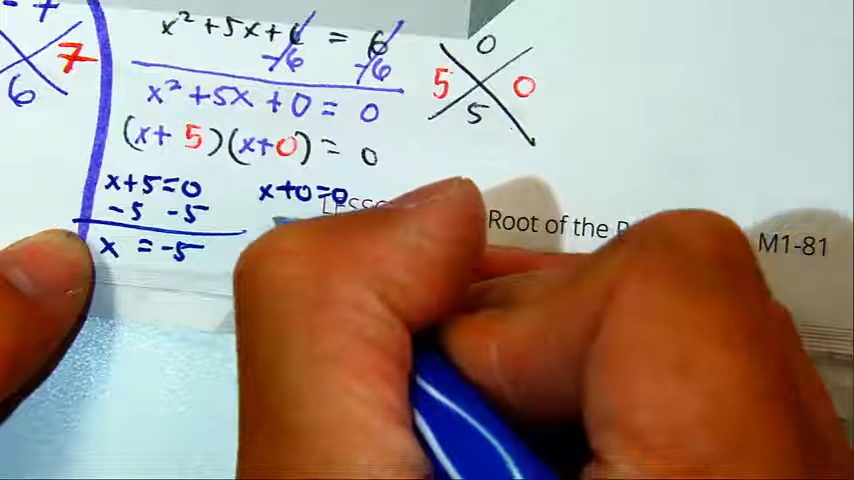 7
6
x² + 5x + 6 = 6
-6 -6
x² + 5x + 0 = 0
(x + 5)(x + 0) = 0
x + 5 = 0
-5 -5
x = -5
x + 0 = 0
0
5 0
5
Root of the
M1-81